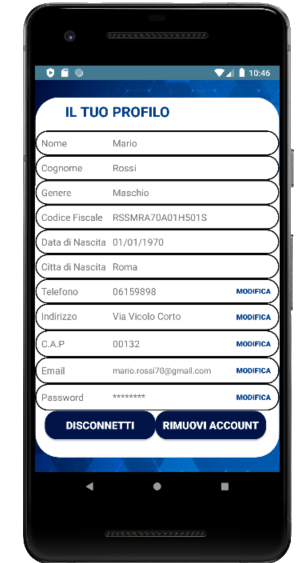 10:46
IL TUO PROFILO
Nome Mario
Cognome Rossi
Genere Maschio
Codice Fiscale RSSMRA70A01H501S
Data di Nascita 01/01/1970
Citta di Nascita Roma
Telefono 06159898 MODIFICA
Indirizzo Via Vicolo Corto MODIFICA
C.A.P 00132 MODIFICA
Email mario.rossi70@gmail.com MODIFICA
Password ******** MODIFICA
DISCONNETTI RIMUOVI ACCOUNT